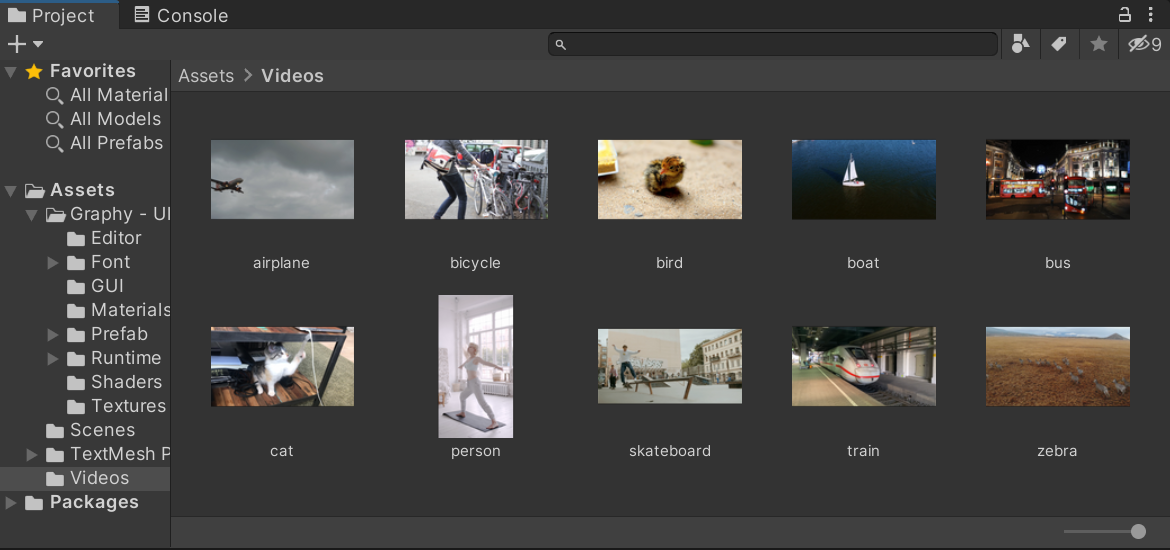 Project
Console
9
Favorites
All Material
All Models
All Prefabs
Assets
Graphy - UI
Editor
Font
GUI
Materials
Prefab
Runtime
Shaders
Textures
Scenes
TextMesh P
Videos
Packages
Assets > Videos
airplane
bicycle
bird
boat
bus
cat
person
skateboard
train
zebra